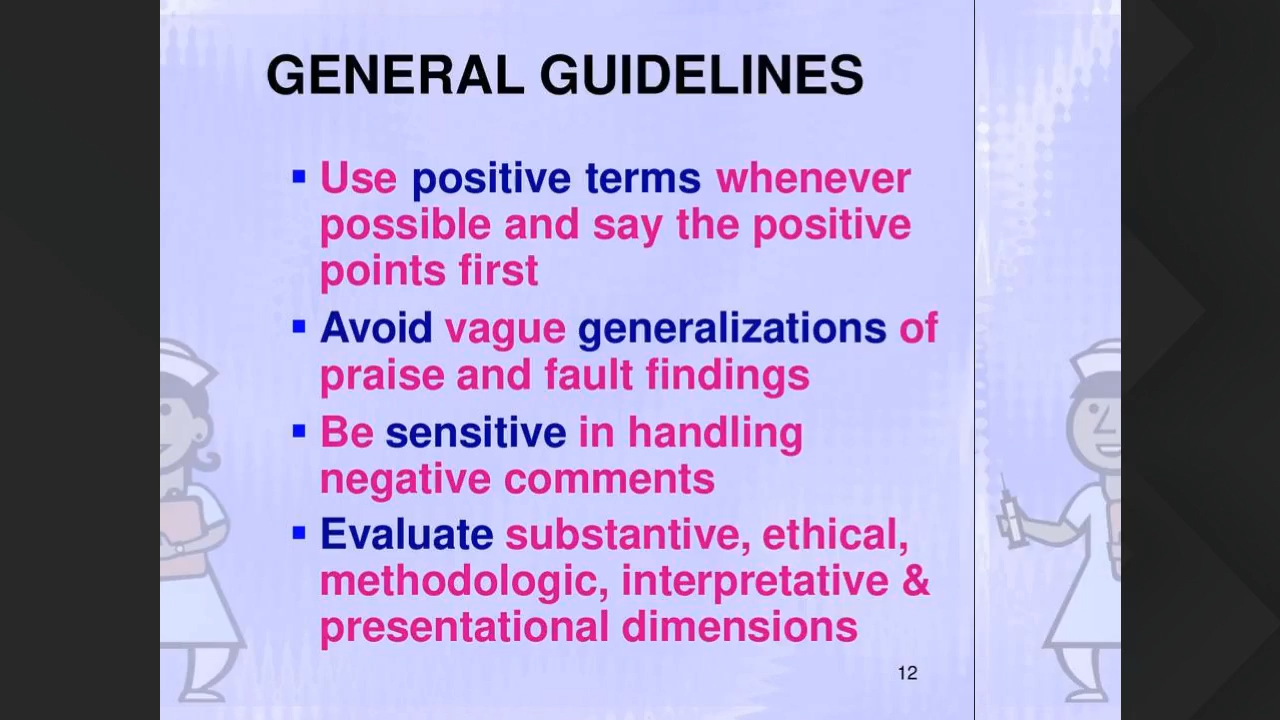 GENERAL GUIDELINES
▪ Use positive terms whenever
possible and say the positive
points first
▪ Avoid vague generalizations of
praise and fault findings
▪ Be sensitive in handling
negative comments
▪ Evaluate substantive, ethical,
methodologic, interpretative &
presentational dimensions
12